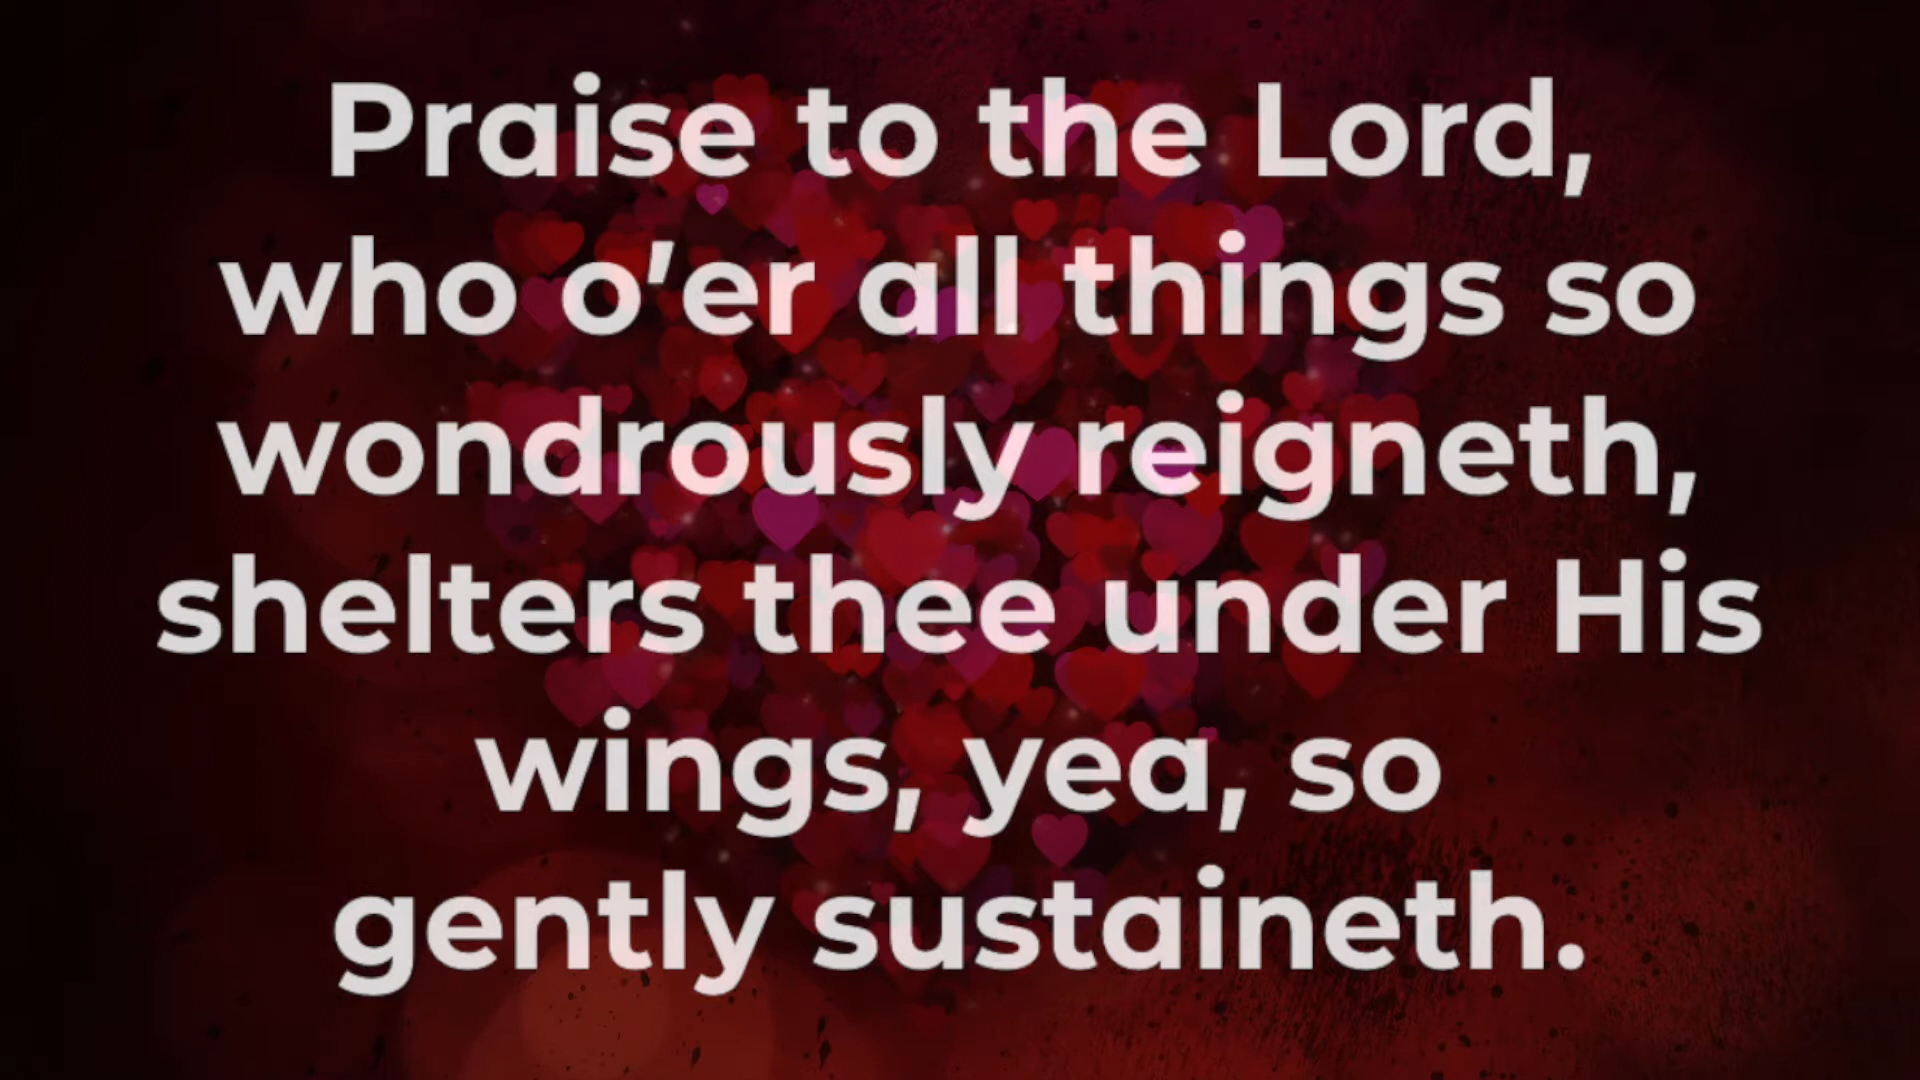 Praise to the Lord,
who o'er all things so
wondrously reigneth,
shelters thee under His
wings, yea, so
gently sustaineth.